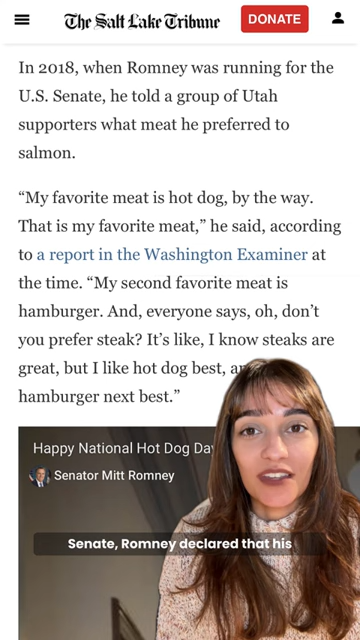 The Salt Lake Tribune
DONATE
In 2018, when Romney was running for the
U.S. Senate, he told a group of Utah
supporters what meat he preferred to
salmon.
“My favorite meat is hot dog, by the way.
That is my favorite meat,” he said, according
to a report in the Washington Examiner at
the time. “My second favorite meat is
hamburger. And, everyone says, oh, don’t
you prefer steak? It’s like, I know steaks are
great, but I like hot dog best,
hamburger next best.”
Happy National Hot Dog Day
Senator Mitt Romney
Senate, Romney declared that his